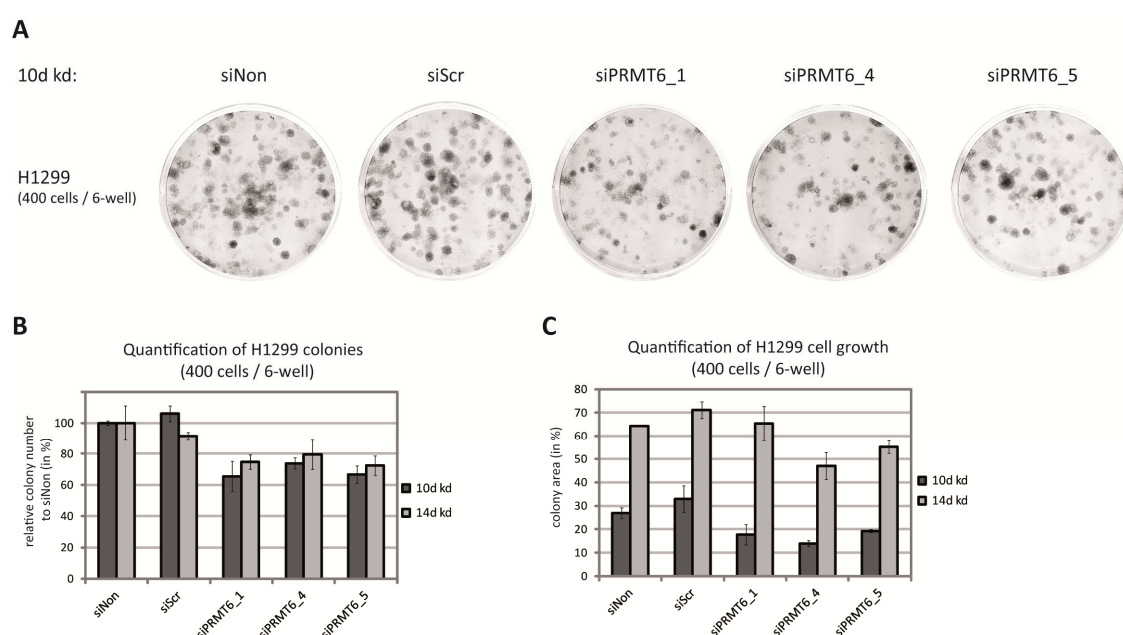 A
10d kd:
siNon
siScr
siPRMT6_1
siPRMT6_4
siPRMT6_5
H1299
(400 cells / 6-well)
B
Quantification of H1299 colonies
(400 cells / 6-well)
relative colony number
to siNon (in %)
100
80
60
40
20
0
siNon
siScr
siPRMT6_1
siPRMT6_4
siPRMT6_5
10d kd
14d kd
C
Quantification of H1299 cell growth
(400 cells / 6-well)
colony area (in %)
80
70
60
50
40
30
20
10
0
siNon
siScr
siPRMT6_1
siPRMT6_4
siPRMT6_5
10d kd
14d kd